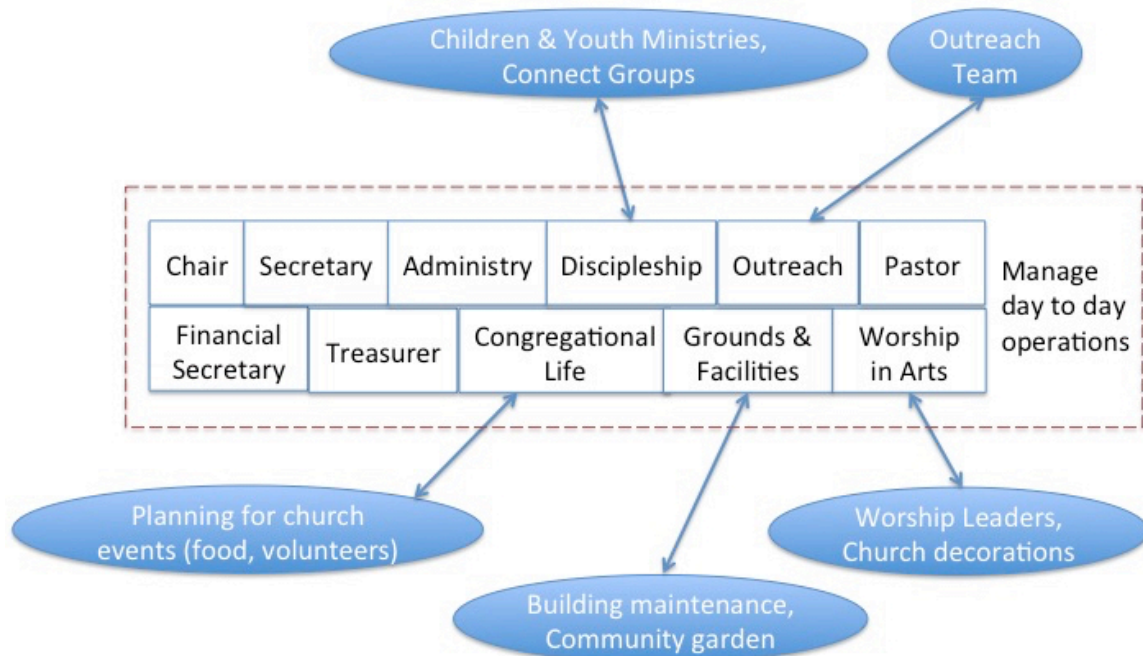 Children & Youth Ministries,
Connect Groups
Outreach
Team
Chair
Secretary
Administry
Discipleship
Outreach
Pastor
Manage
day to day
operations
Financial
Secretary
Treasurer
Congregational
Life
Grounds &
Facilities
Worship
in Arts
Planning for church
events (food, volunteers)
Worship Leaders,
Church decorations
Building maintenance,
Community garden